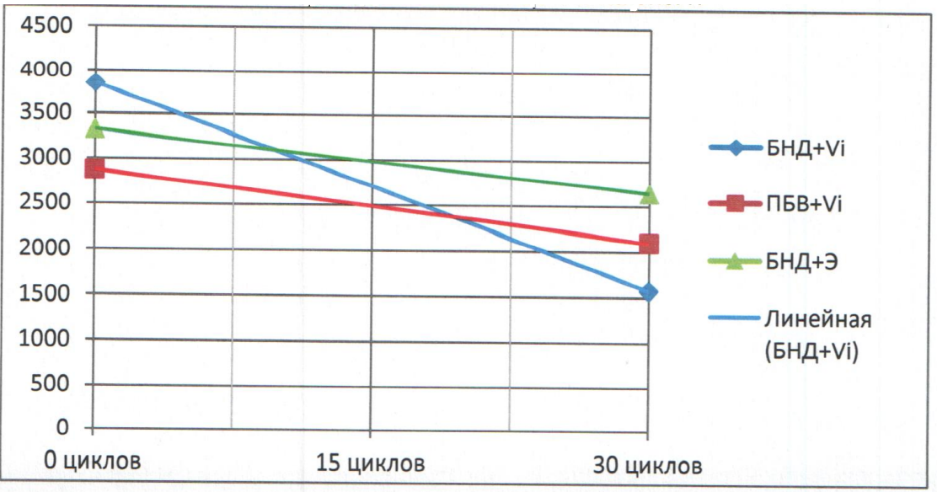 4500
4000
3500
3000
2500
2000
1500
1000
500
0
0 циклов
15 циклов
30 циклов
БНД+Vi
ПБВ+Vi
БНД+Э
Линейная
(БНД+Vi)